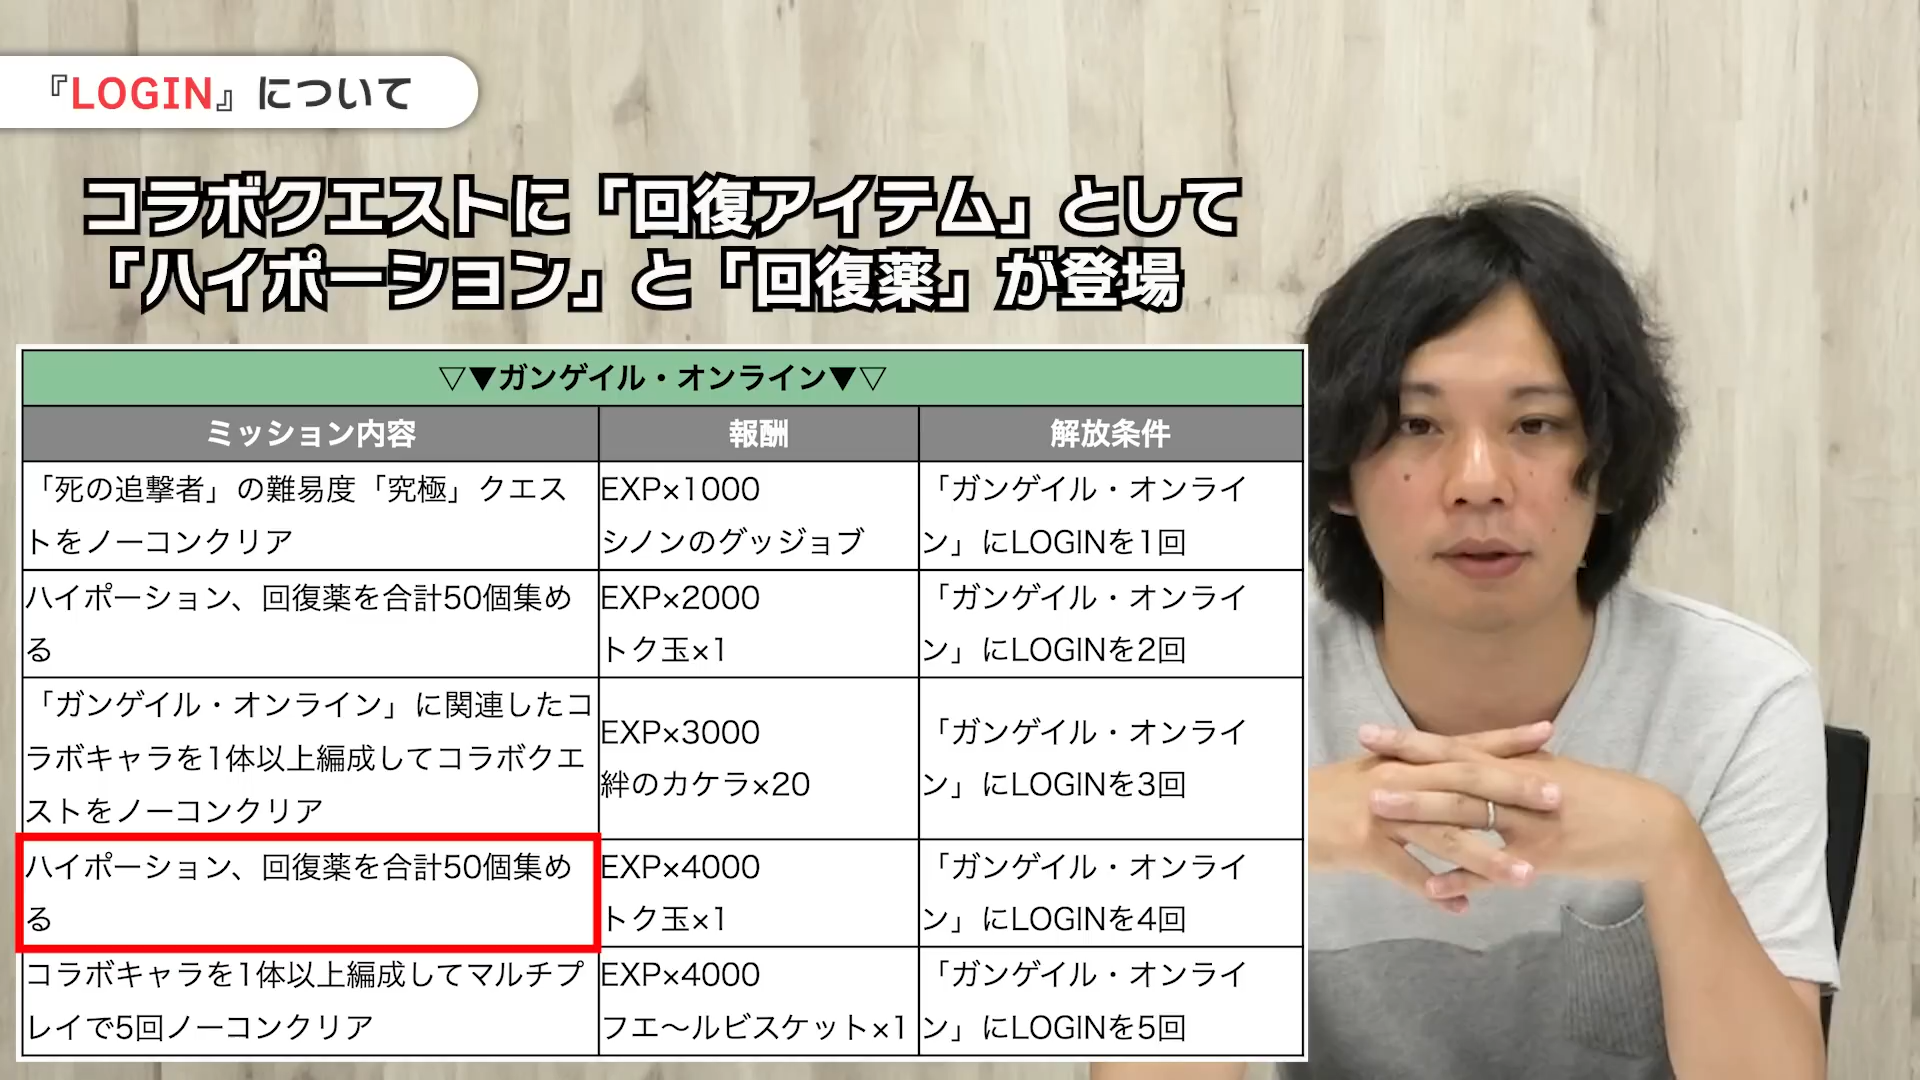 『LOGIN』について
コラボクエストに「回復アイテム」として
「ハイポーション」と「回復薬」が登場
▽▼ガンゲイル・オンライン▼▽
ミッション内容 報酬 解放条件
「死の追撃者」の難易度「究極」クエス
トをノーコンクリア
EXP×1000
シノンのグッジョブ
「ガンゲイル・オンライ
ン」にLOGINを1回
ハイポーション、回復薬を合計50個集め
る
EXP×2000
トク玉×1
「ガンゲイル・オンライ
ン」にLOGINを2回
「ガンゲイル・オンライン」に関連したコ
ラボキャラを1体以上編成してコラボクエ
ストをノーコンクリア
EXP×3000
絆のカケラ×20
「ガンゲイル・オンライ
ン」にLOGINを3回
ハイポーション、回復薬を合計50個集め
る
EXP×4000
トク玉×1
「ガンゲイル・オンライ
ン」にLOGINを4回
コラボキャラを1体以上編成してマルチプ
レイで5回ノーコンクリア
EXP×4000
フエ〜ルビスケット×1
「ガンゲイル・オンライ
ン」にLOGINを5回